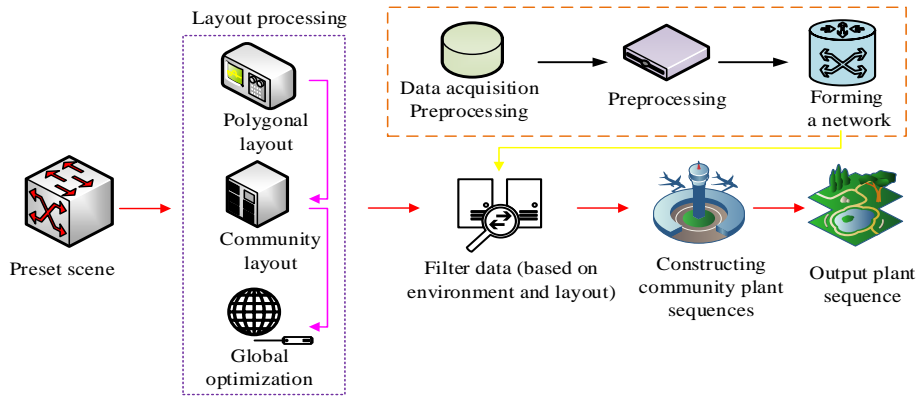 Layout processing
Polygonal
layout
Community
layout
Global
optimization
Preset scene
Data acquisition
Preprocessing
Preprocessing
Forming
a network
Filter data (based on
environment and layout)
Constructing
community plant
sequences
Output plant
sequence